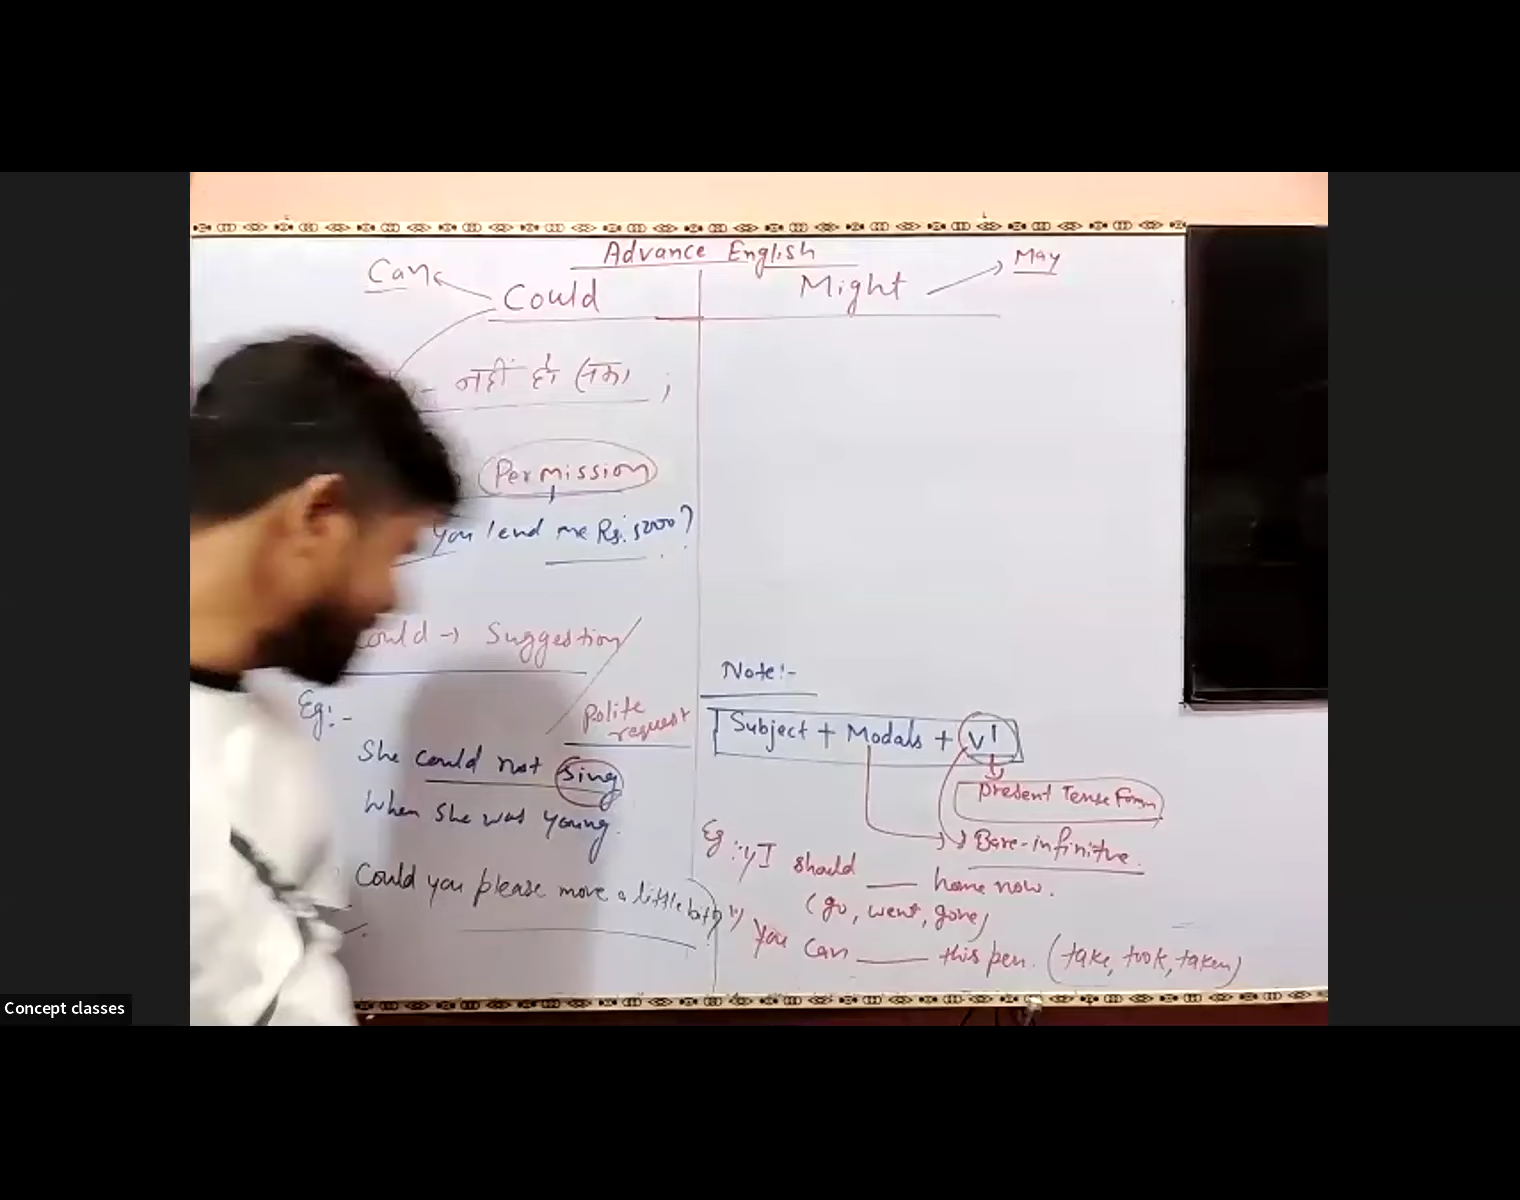 Advance English
Can
Could
Might
May
नहीं हो सका ;
Permission
you lend me Rs. 5000?
could → Suggestion
Polite
request
Eg:-
She could not Sing
When she was young.
Could you please move a little bit?
Note:-
Subject + Modals + V1
Present Tense Form
Bare-infinitve.
Eg:- i) I should ___ home now.
(go, went, gone)
ii) You can ___ this pen. (take, took, taken)
Concept classes